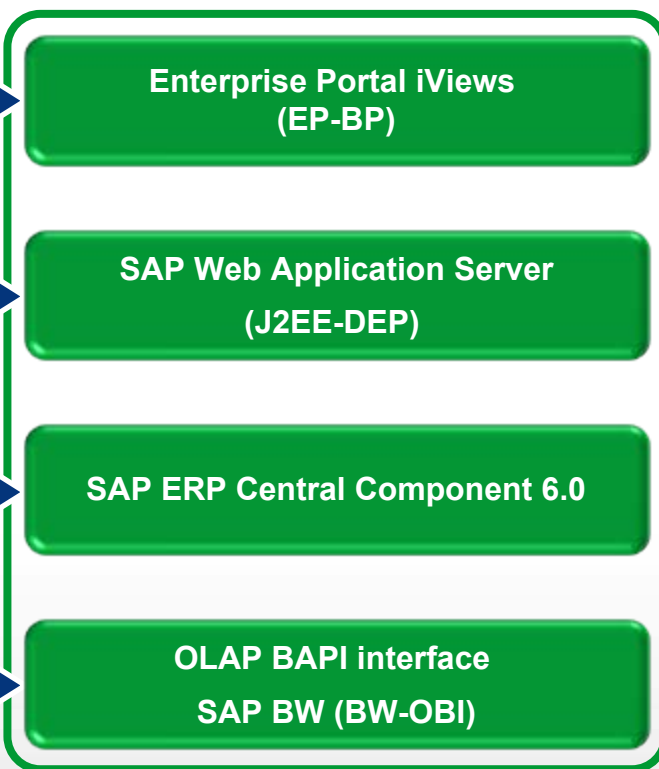 Enterprise Portal iViews
(EP-BP)
SAP Web Application Server
(J2EE-DEP)
SAP ERP Central Component 6.0
OLAP BAPI interface
SAP BW (BW-OBI)